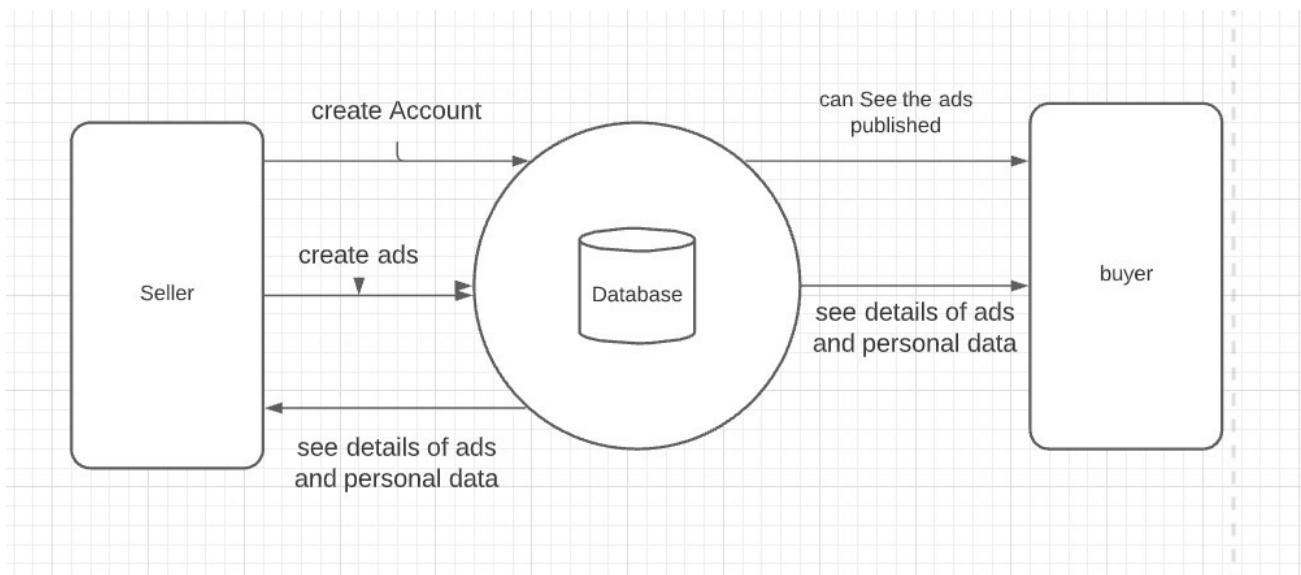 create Account
can See the ads
published
create ads
Seller
Database
buyer
see details of ads
and personal data
see details of ads
and personal data